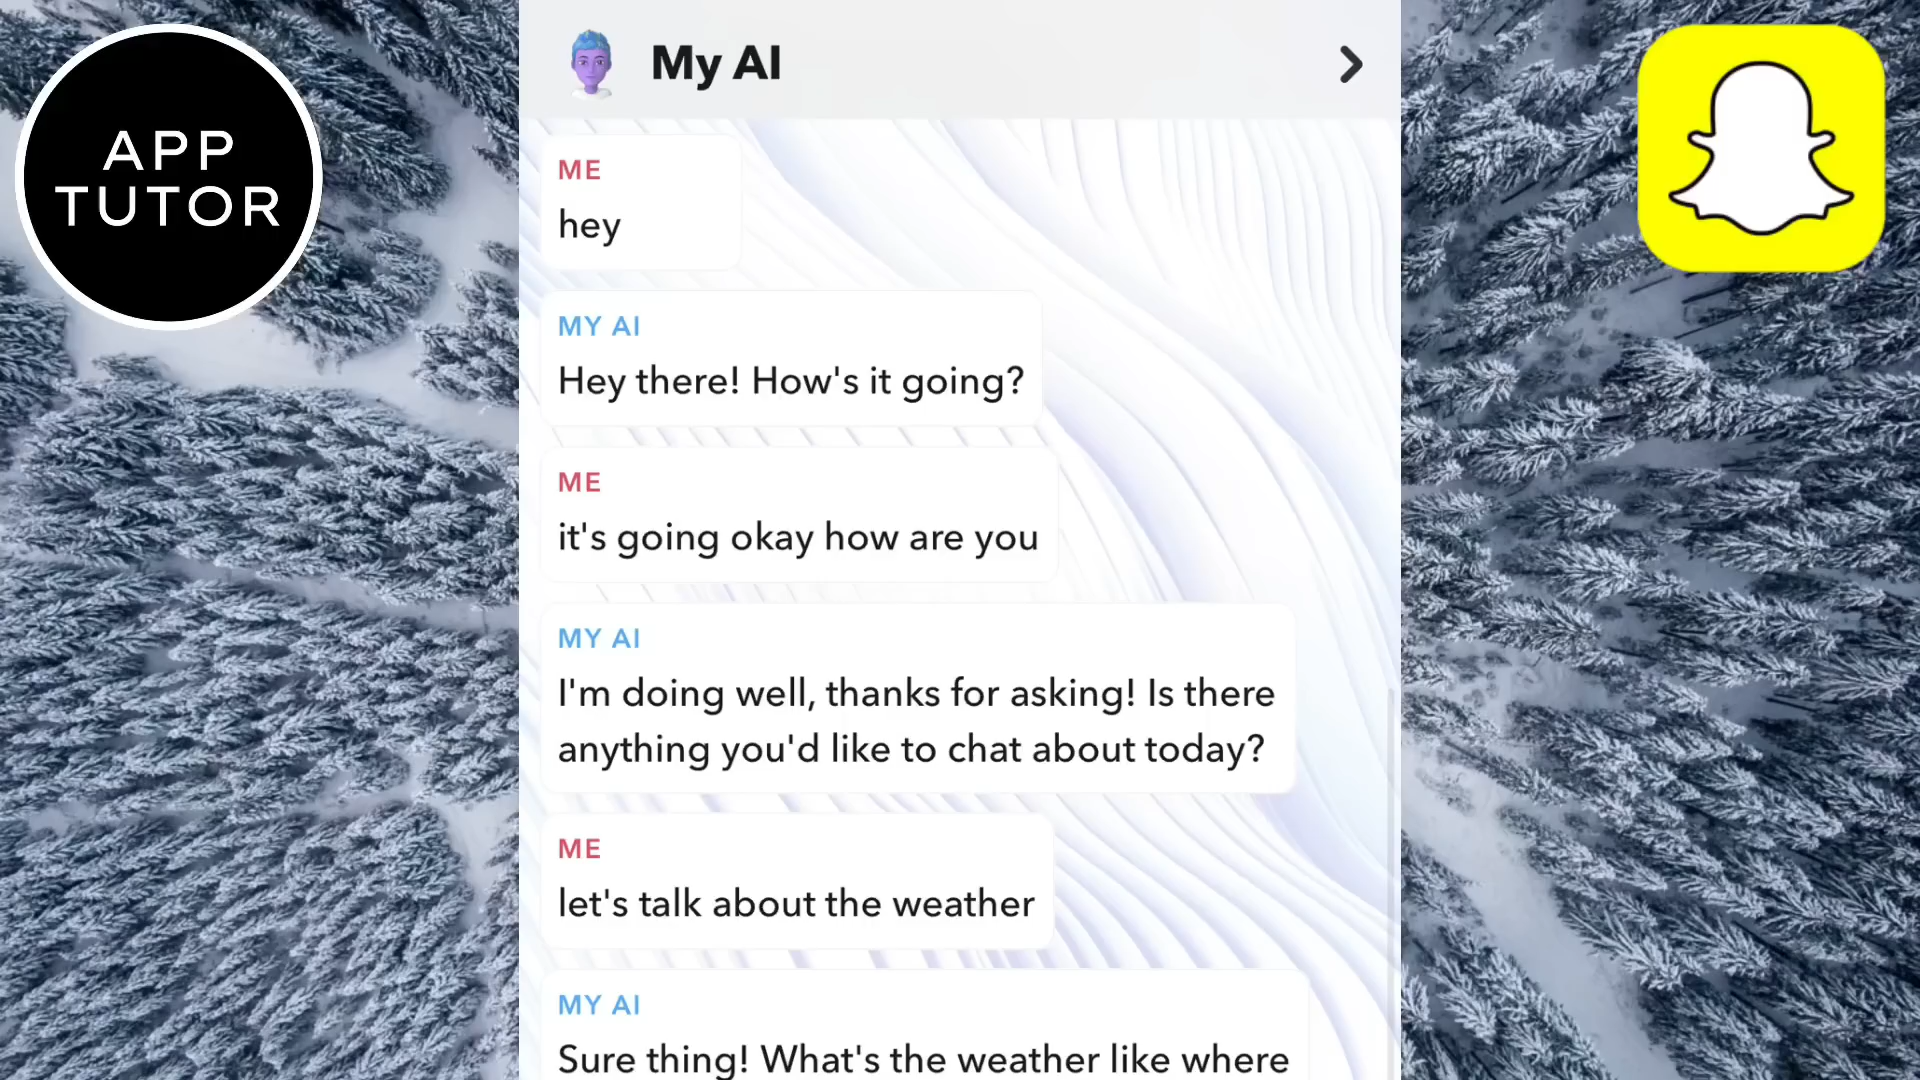 APP
TUTOR
My AI
ME
hey
MY AI
Hey there! How's it going?
ME
it's going okay how are you
MY AI
I'm doing well, thanks for asking! Is there
anything you'd like to chat about today?
ME
let's talk about the weather
MY AI
Sure thing! What's the weather like where